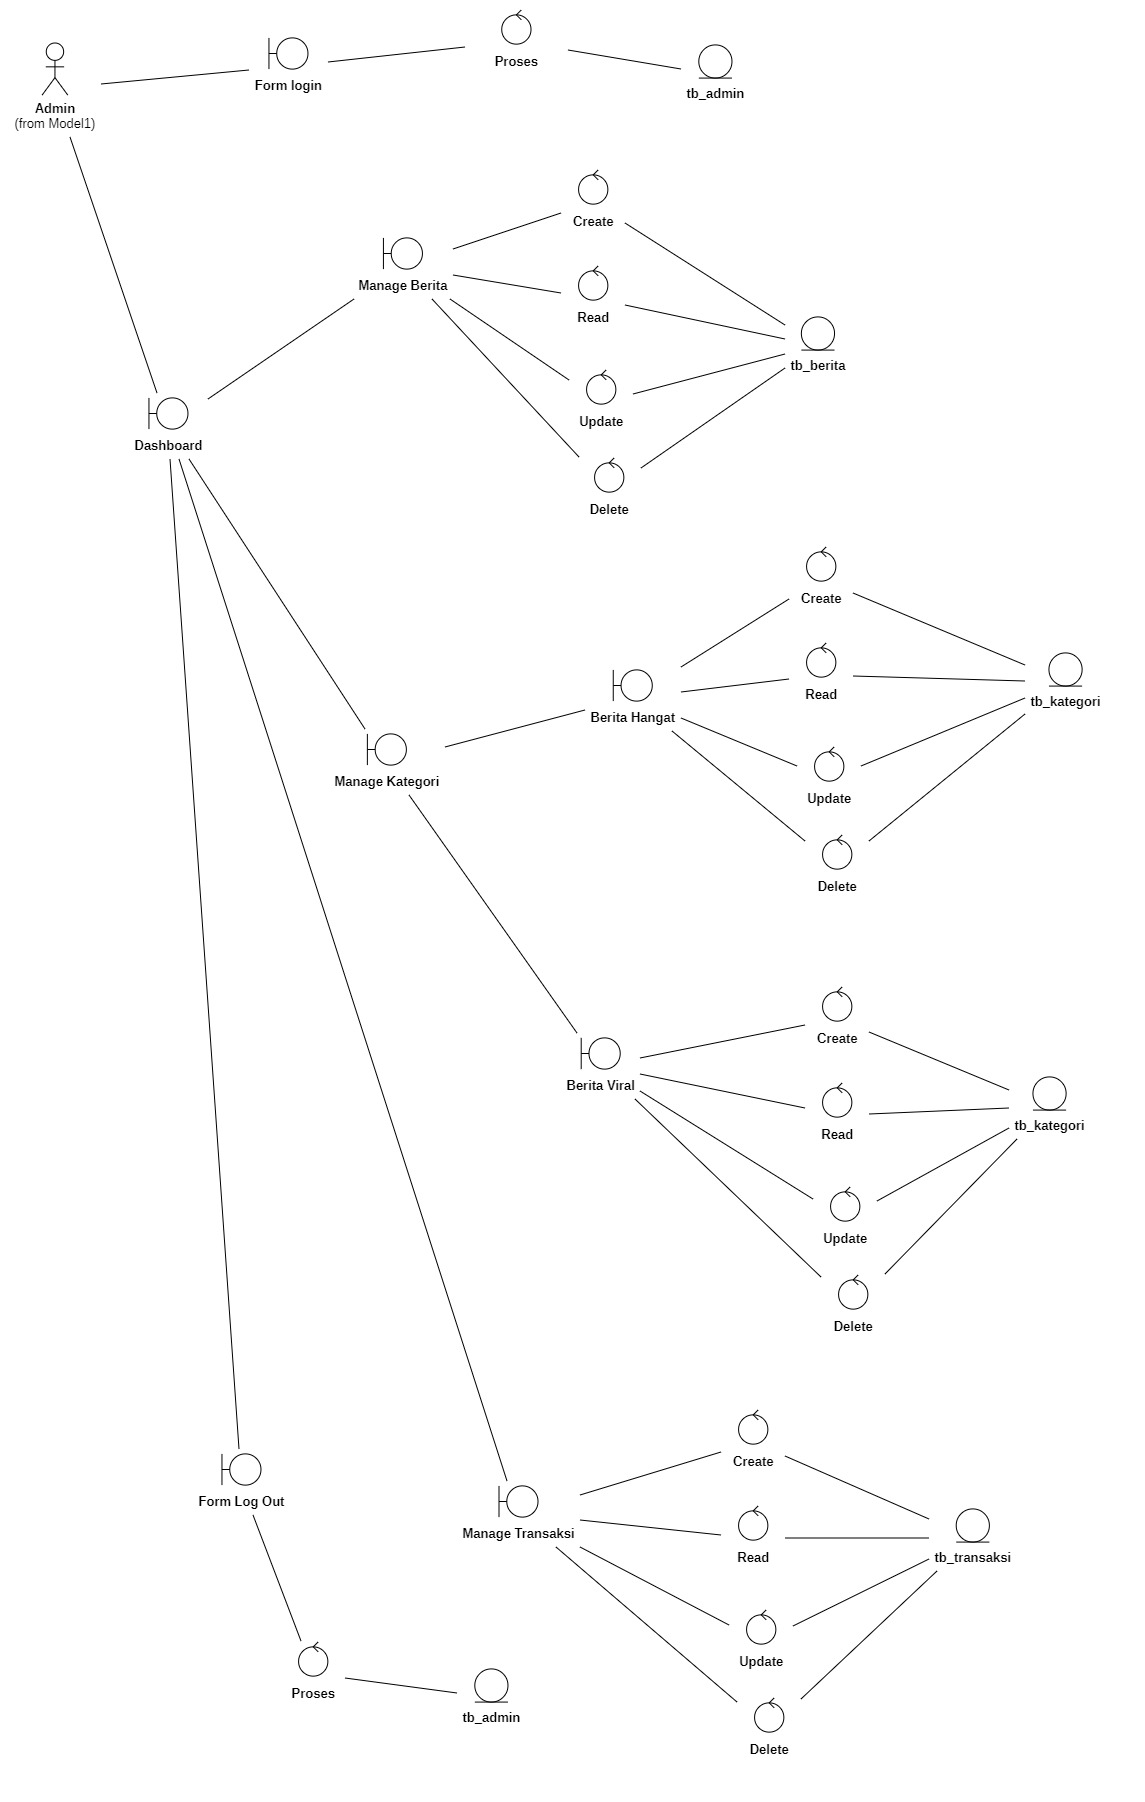 Proses
Form login
tb_admin
Admin
(from Model1)
Create
Manage Berita
Read
tb_berita
Update
Dashboard
Delete
Create
Read
tb_kategori
Berita Hangat
Manage Kategori
Update
Delete
Create
Berita Viral
Read
tb_kategori
Update
Delete
Create
Form Log Out
Manage Transaksi
Read
tb_transaksi
Update
Proses
tb_admin
Delete